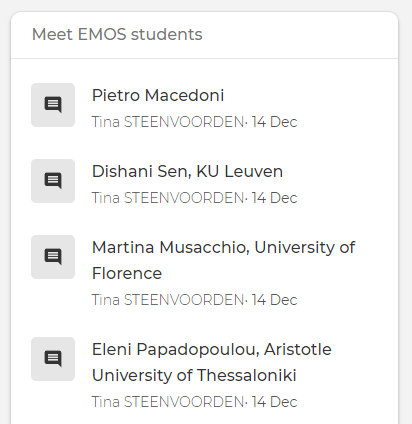 Meet EMOS students
Pietro Macedoni
Tina STEENVOORDEN· 14 Dec
Dishani Sen, KU Leuven
Tina STEENVOORDEN· 14 Dec
Martina Musacchio, University of
Florence
Tina STEENVOORDEN· 14 Dec
Eleni Papadopoulou, Aristotle
University of Thessaloniki
Tina STEENVOORDEN· 14 Dec